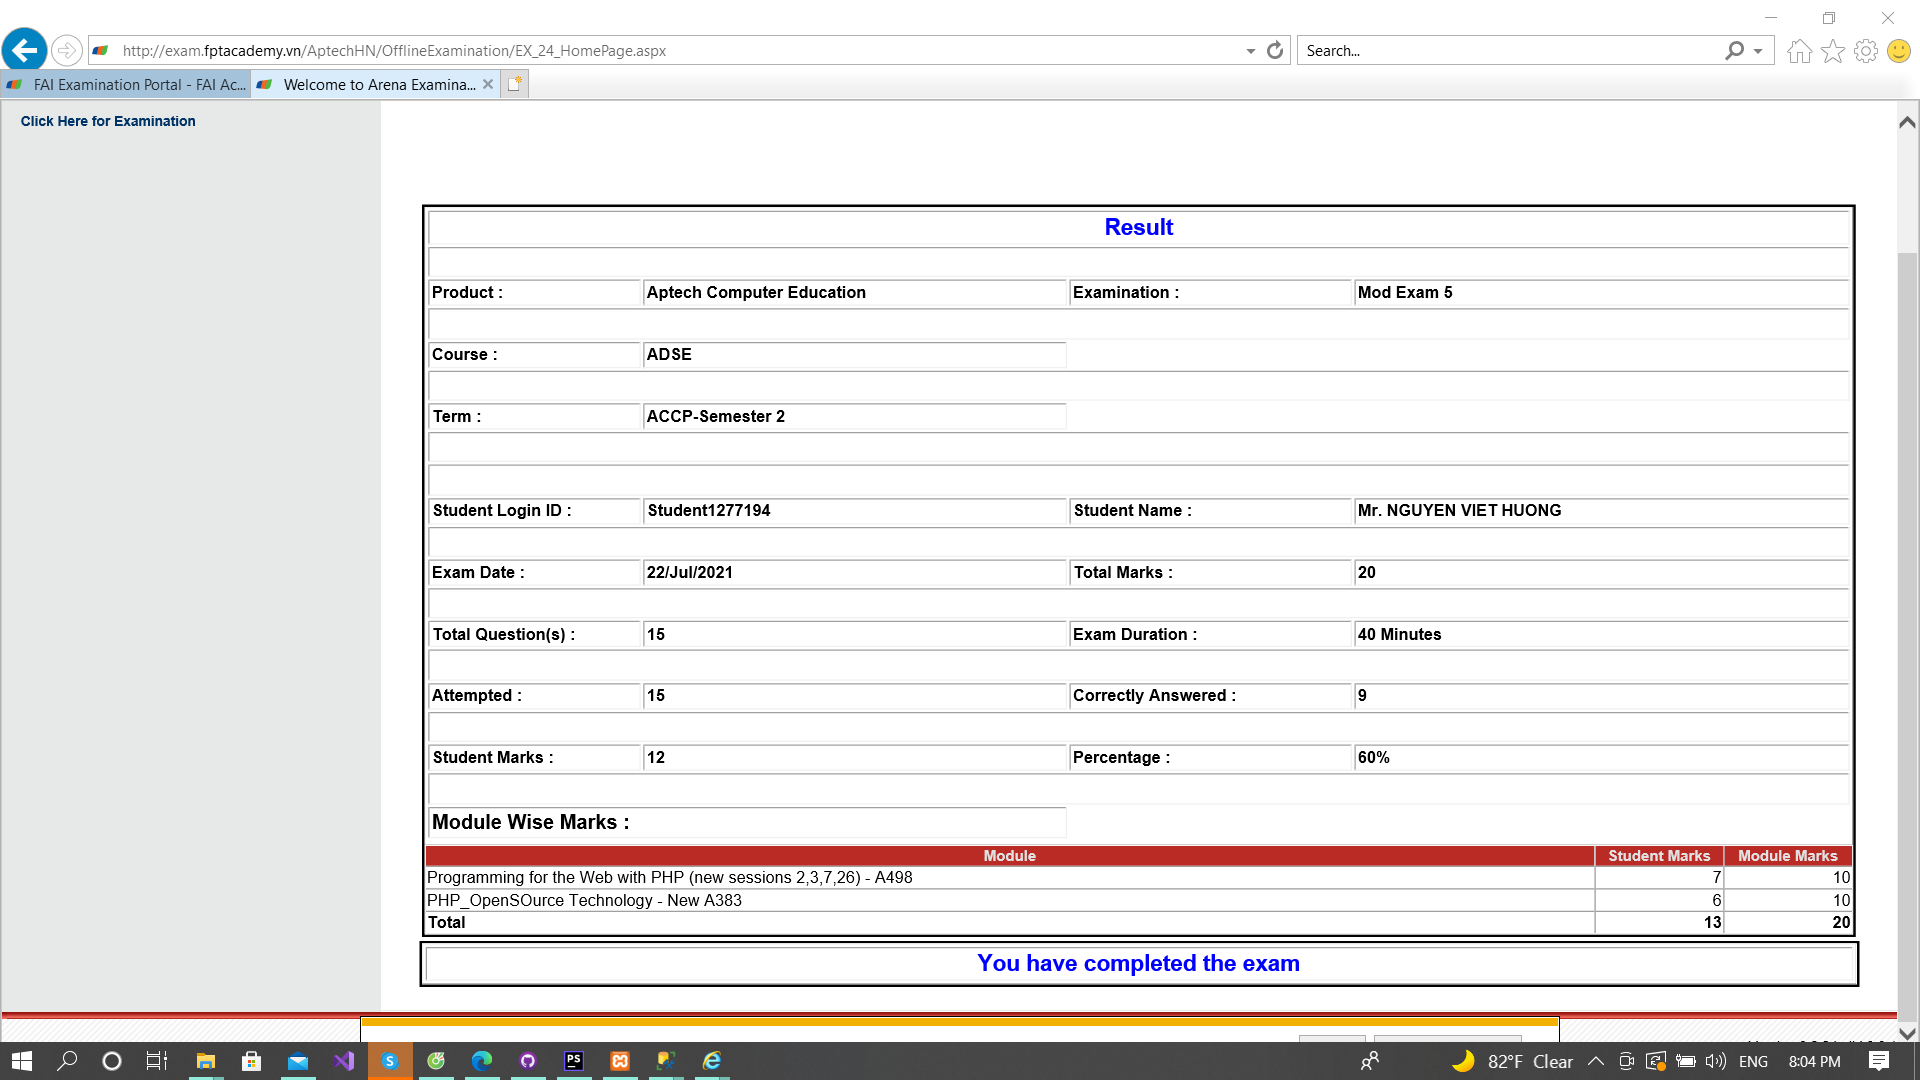 http://exam.fptacademy.vn/AptechHN/OfflineExamination/EX_24_HomePage.aspx
Search...
FAI Examination Portal - FAI Ac...
Welcome to Arena Examina...
Click Here for Examination
Result
Product : Aptech Computer Education Examination : Mod Exam 5
Course : ADSE
Term : ACCP-Semester 2
Student Login ID : Student1277194 Student Name : Mr. NGUYEN VIET HUONG
Exam Date : 22/Jul/2021 Total Marks : 20
Total Question(s) : 15 Exam Duration : 40 Minutes
Attempted : 15 Correctly Answered : 9
Student Marks : 12 Percentage : 60%
Module Wise Marks :
Module Student Marks Module Marks
Programming for the Web with PHP (new sessions 2,3,7,26) - A498 7 10
PHP_OpenSOurce Technology - New A383 6 10
Total 13 20
You have completed the exam
82°F Clear ENG 8:04 PM